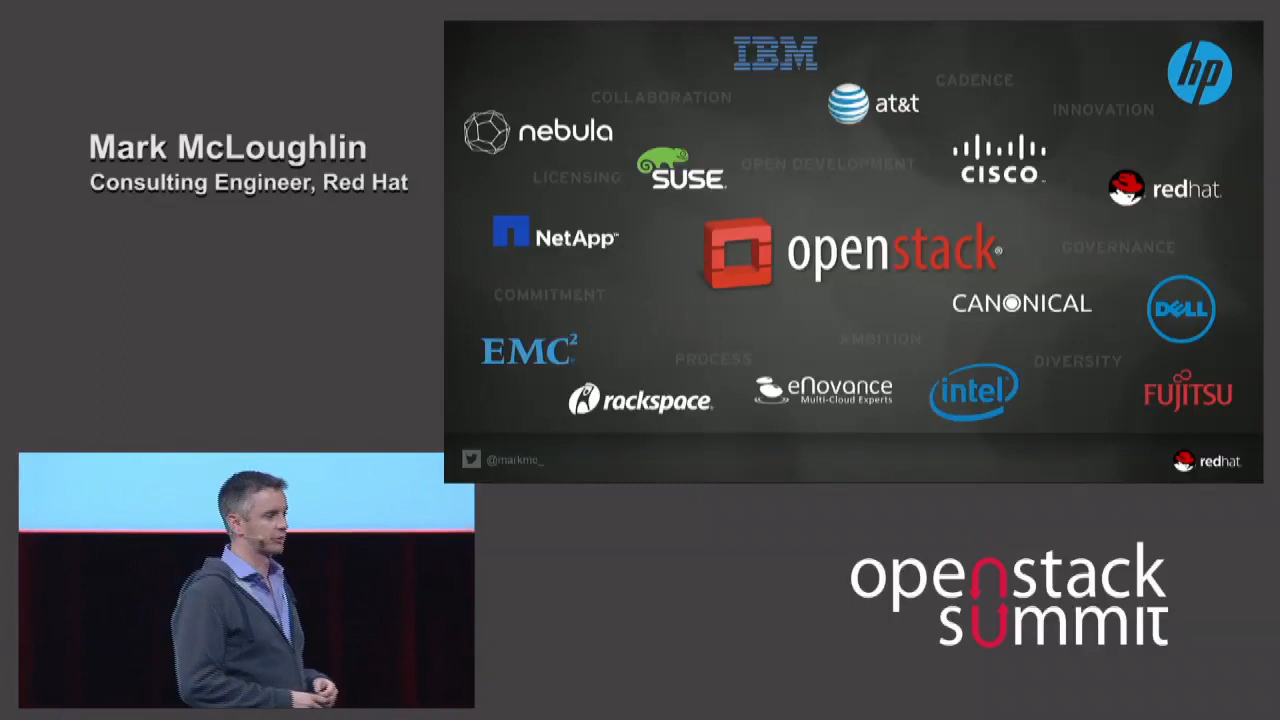 Mark McLoughlin
Consulting Engineer, Red Hat
IBM
hp
CADENCE
COLLABORATION
at&t
INNOVATION
nebula
SUSE
OPEN DEVELOPMENT
CISCO
LICENSING
redhat.
NetApp™
openstack®
GOVERNANCE
COMMITMENT
CANONICAL
DELL
EMC²
AMBITION
PROCESS
DIVERSITY
rackspace
eNovance
Multi-Cloud Experts
intel
FUJITSU
@markmc_
redhat.
openstack
summit